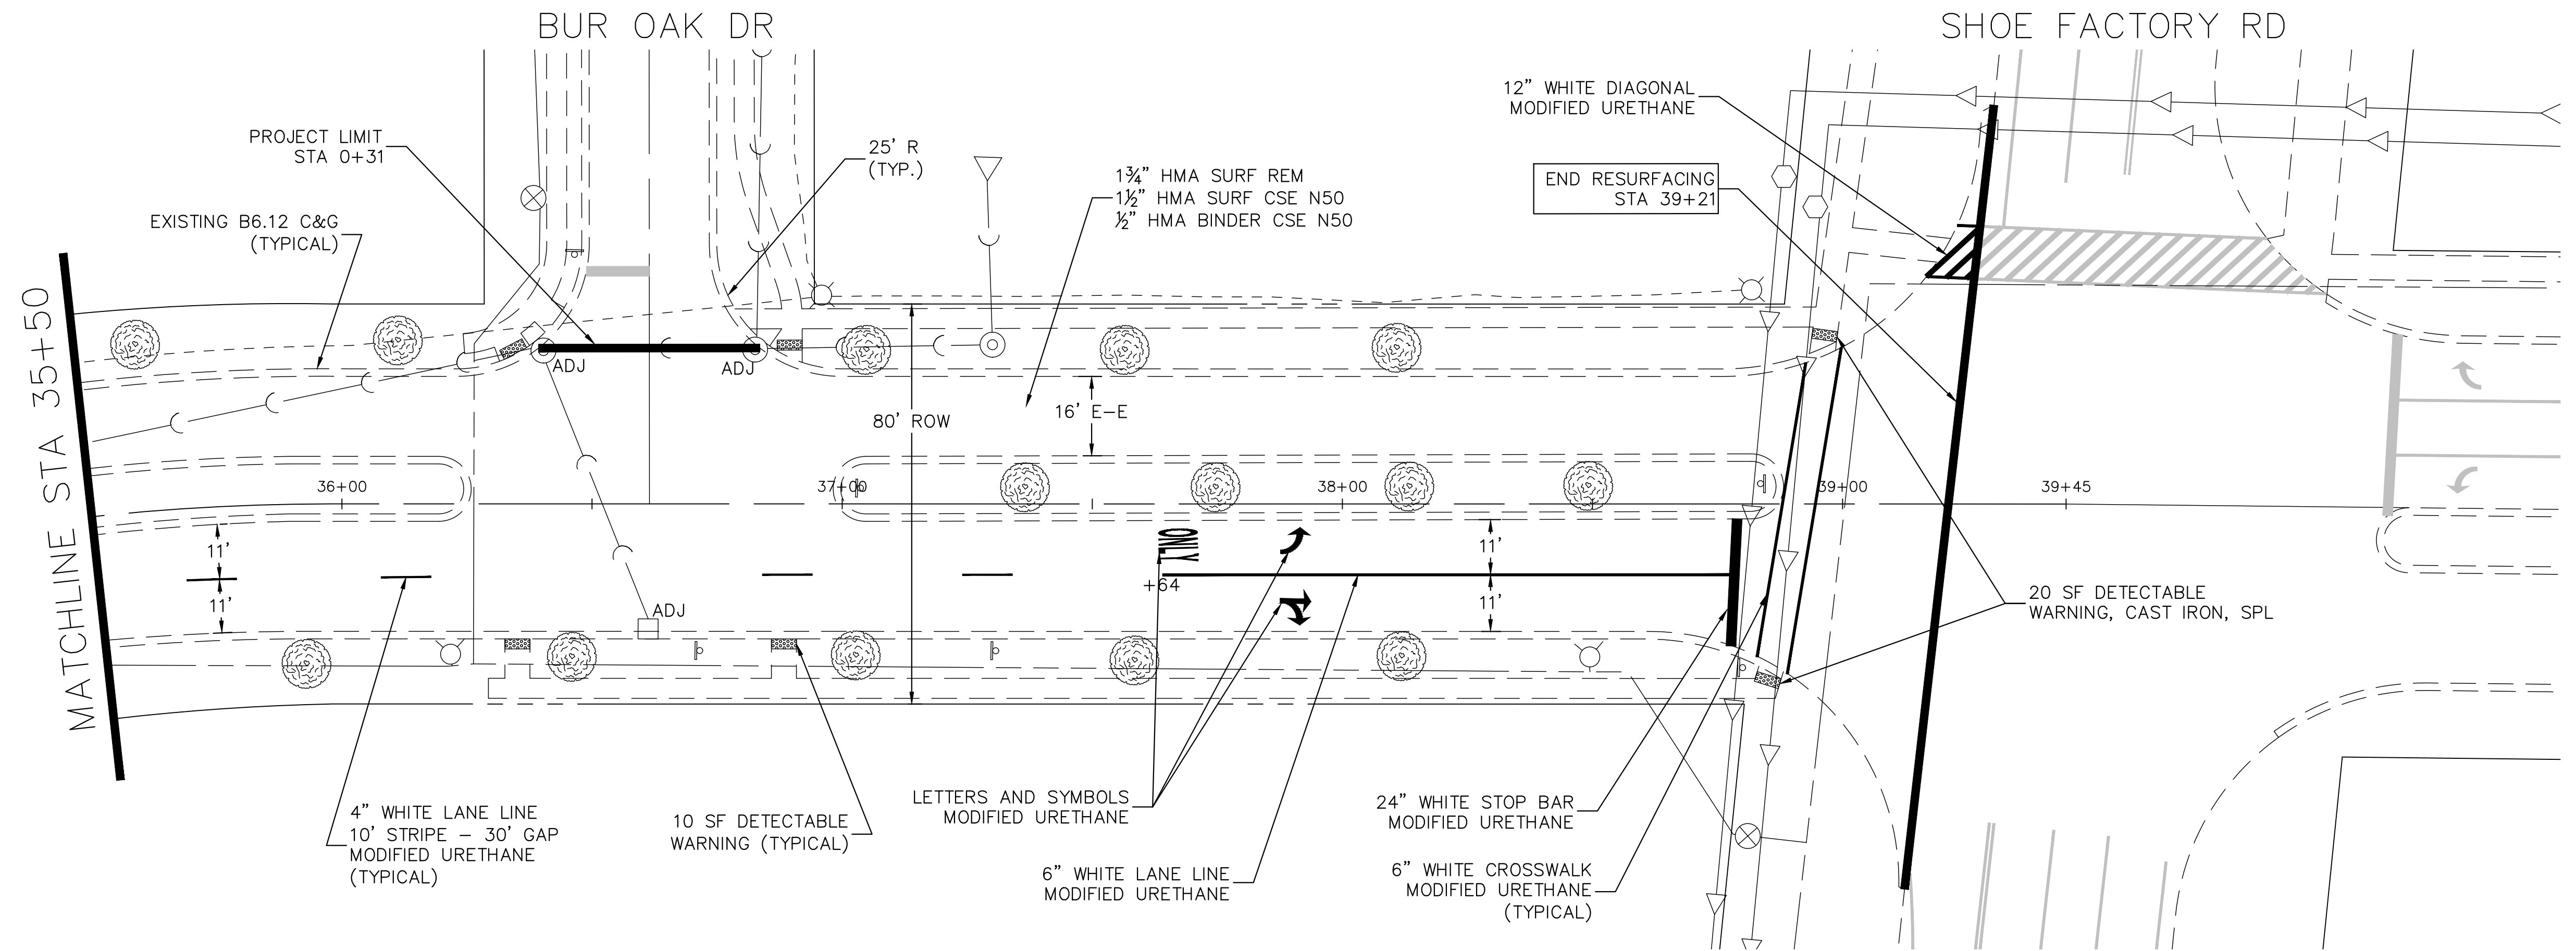 BUR OAK DR
SHOE FACTORY RD
PROJECT LIMIT
STA 0+31
EXISTING B6.12 C&G
(TYPICAL)
25' R
(TYP.)
1¾" HMA SURF REM
1½" HMA SURF CSE N50
½" HMA BINDER CSE N50
12" WHITE DIAGONAL
MODIFIED URETHANE
END RESURFACING
STA 39+21
MATCHLINE STA 35+50
ADJ
ADJ
80' ROW
16' E-E
36+00
37+00
38+00
39+00
39+45
11'
11'
ONLY
11'
11'
+64
ADJ
20 SF DETECTABLE
WARNING, CAST IRON, SPL
4" WHITE LANE LINE
10' STRIPE - 30' GAP
MODIFIED URETHANE
(TYPICAL)
10 SF DETECTABLE
WARNING (TYPICAL)
LETTERS AND SYMBOLS
MODIFIED URETHANE
6" WHITE LANE LINE
MODIFIED URETHANE
24" WHITE STOP BAR
MODIFIED URETHANE
6" WHITE CROSSWALK
MODIFIED URETHANE
(TYPICAL)